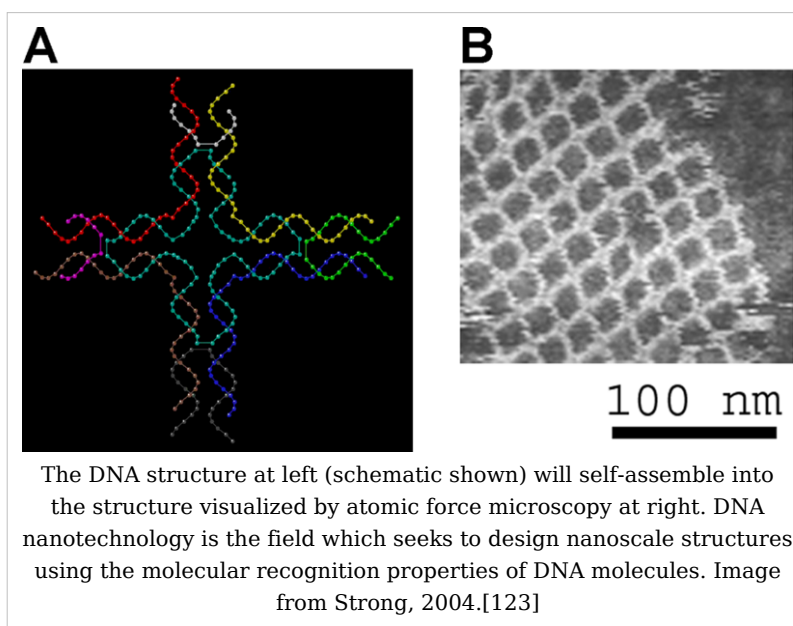 A
B
100 nm
The DNA structure at left (schematic shown) will self-assemble into
the structure visualized by atomic force microscopy at right. DNA
nanotechnology is the field which seeks to design nanoscale structures
using the molecular recognition properties of DNA molecules. Image
from Strong, 2004.[123]